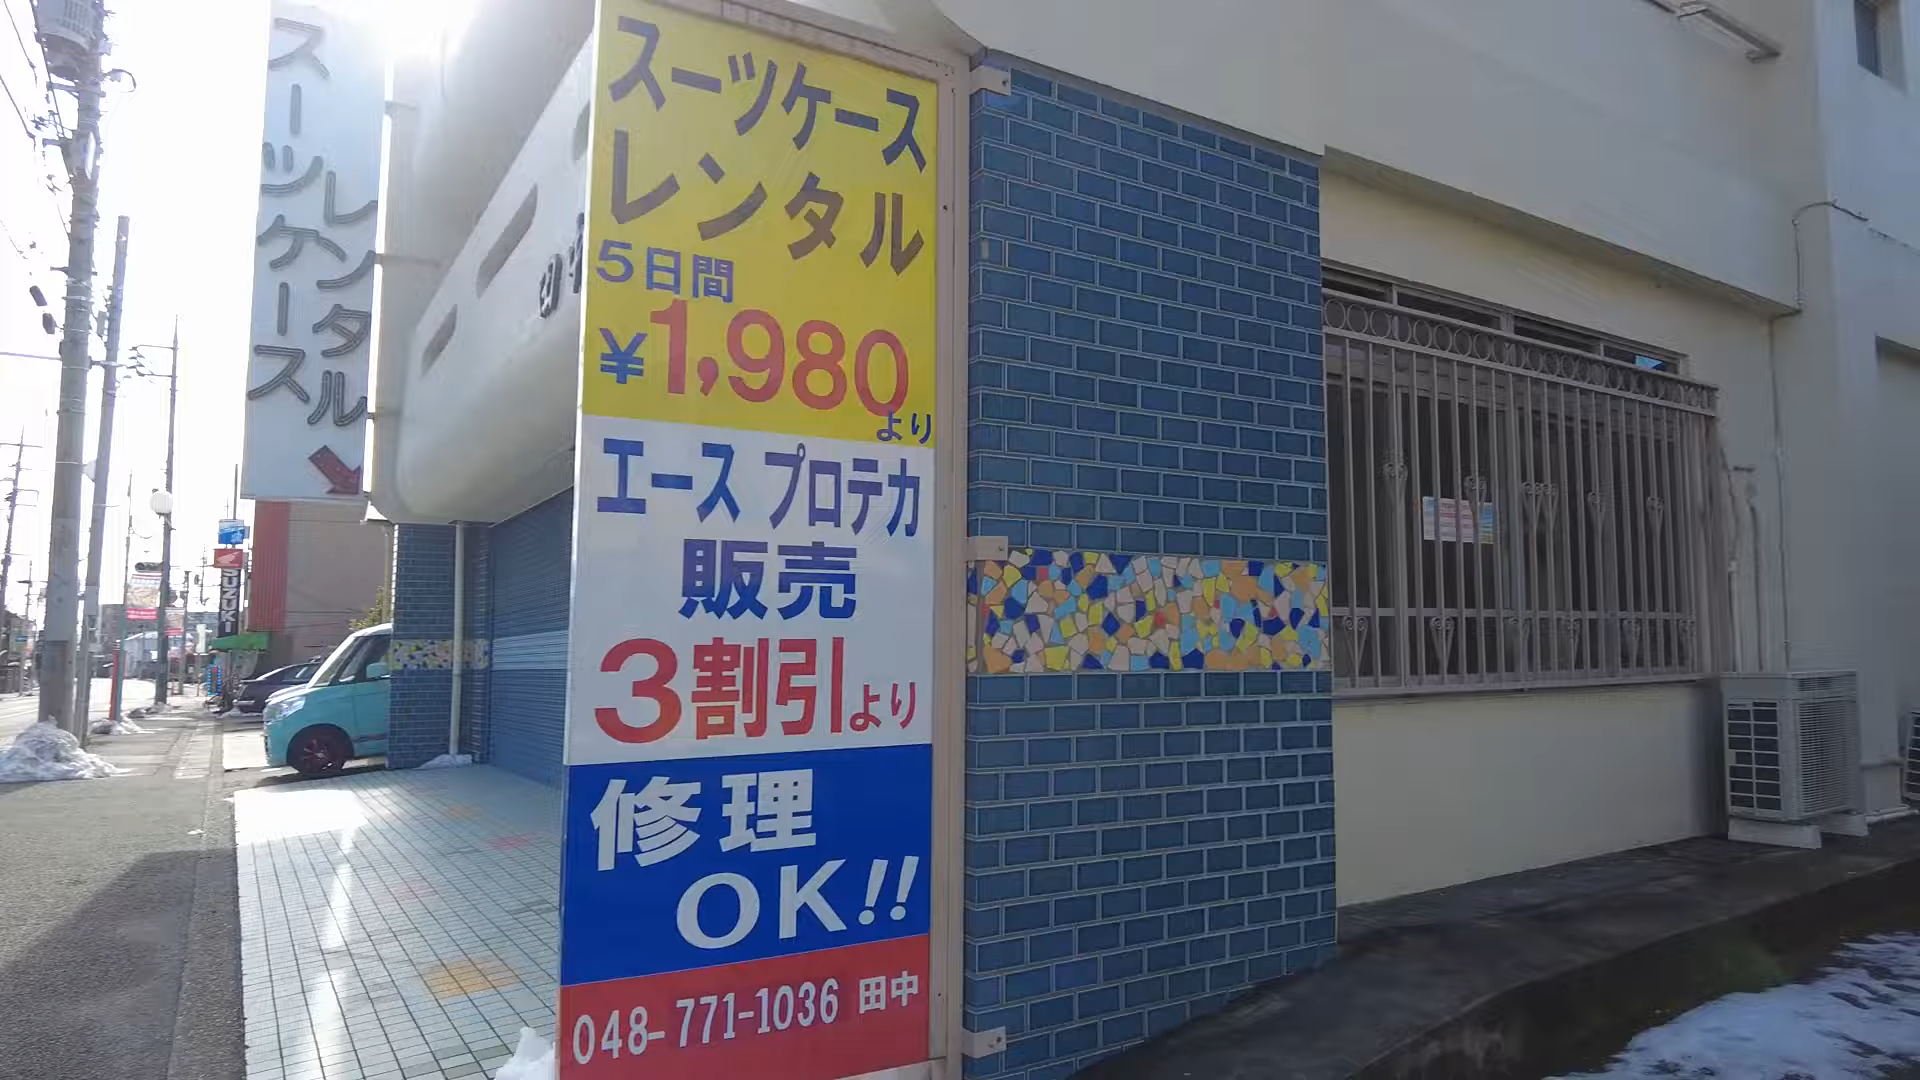 スーツケース
レンタル
スーツケース
レンタル
5日間
¥1,980
より
エース プロテカ
販売
3割引より
修理
OK!!
048-771-1036 田中
SUZUKI